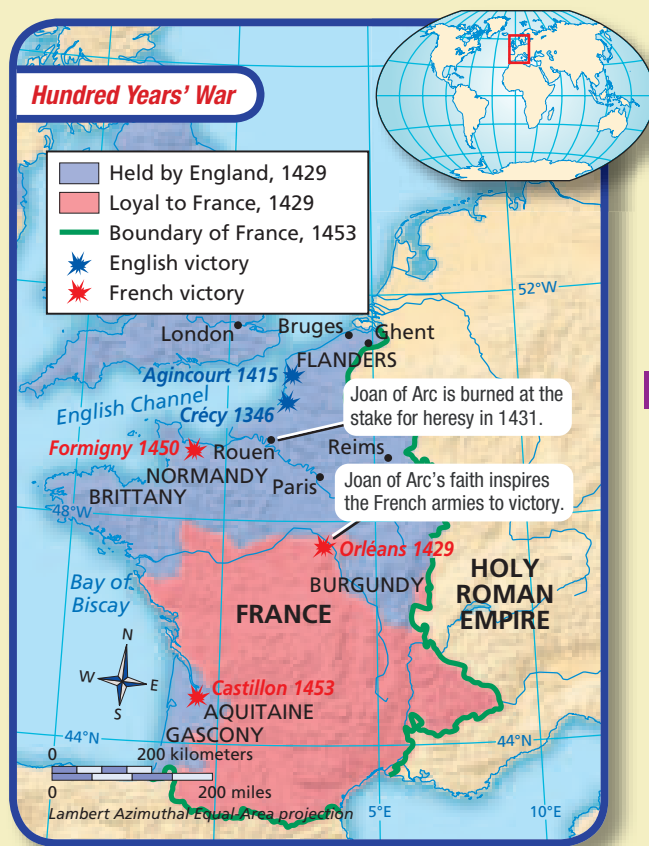 Hundred Years' War
Held by England, 1429
Loyal to France, 1429
Boundary of France, 1453
English victory
French victory
52°W
London
Bruges
Ghent
FLANDERS
Agincourt 1415
English Channel
Crécy 1346
Joan of Arc is burned at the
stake for heresy in 1431.
Formigny 1450
Rouen
Reims
NORMANDY
Paris
BRITTANY
Joan of Arc's faith inspires
the French armies to victory.
48°W
Orléans 1429
Bay of
Biscay
BURGUNDY
HOLY
ROMAN
EMPIRE
FRANCE
N
W
E
S
Castillon 1453
AQUITAINE
GASCONY
44°N
44°N
0
200 kilometers
0
200 miles
Lambert Azimuthal Equal-Area projection
5°E
10°E